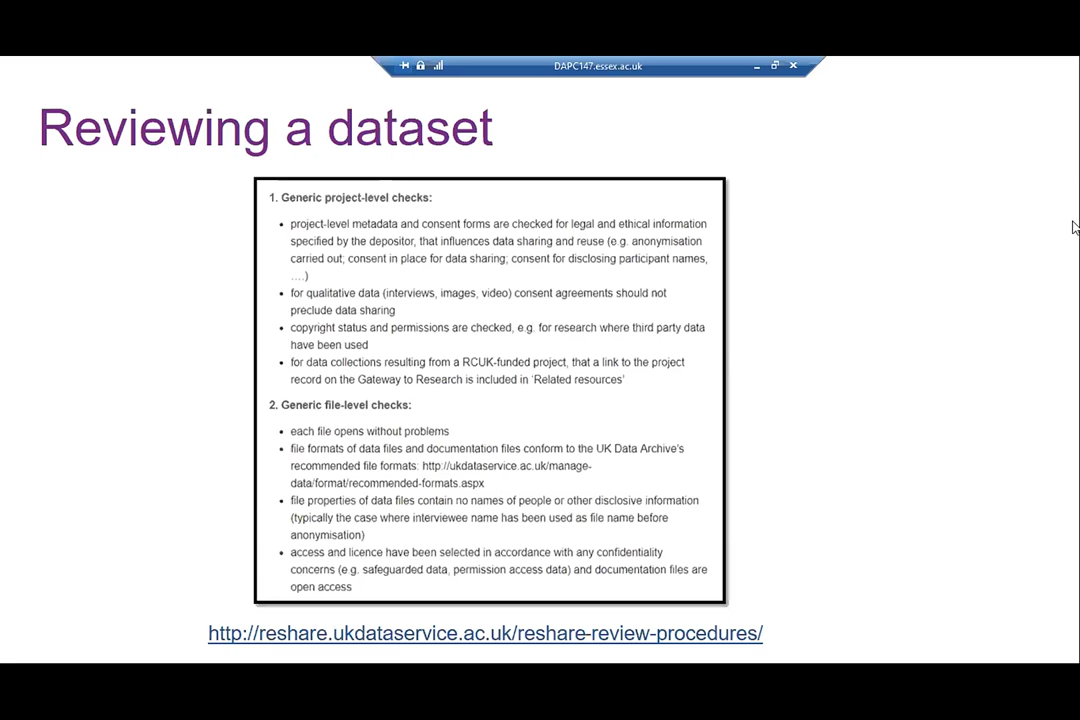 DAPC147.essex.ac.uk
Reviewing a dataset
1. Generic project-level checks:
• project-level metadata and consent forms are checked for legal and ethical information
specified by the depositor, that influences data sharing and reuse (e.g. anonymisation
carried out; consent in place for data sharing; consent for disclosing participant names,
….)
• for qualitative data (interviews, images, video) consent agreements should not
preclude data sharing
• copyright status and permissions are checked, e.g. for research where third party data
have been used
• for data collections resulting from a RCUK-funded project, that a link to the project
record on the Gateway to Research is included in 'Related resources'
2. Generic file-level checks:
• each file opens without problems
• file formats of data files and documentation files conform to the UK Data Archive's
recommended file formats: http://ukdataservice.ac.uk/manage-
data/format/recommended-formats.aspx
• file properties of data files contain no names of people or other disclosive information
(typically the case where interviewee name has been used as file name before
anonymisation)
• access and licence have been selected in accordance with any confidentiality
concerns (e.g. safeguarded data, permission access data) and documentation files are
open access
http://reshare.ukdataservice.ac.uk/reshare-review-procedures/